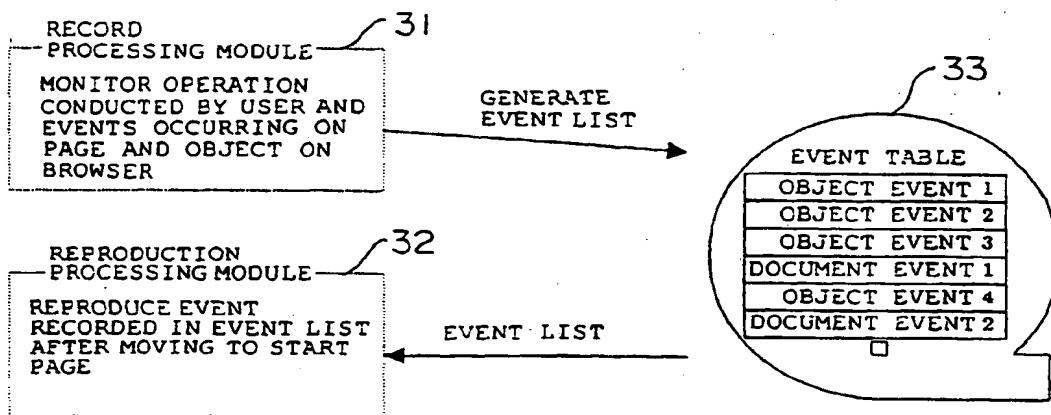 RECORD
PROCESSING MODULE
31
MONITOR OPERATION
CONDUCTED BY USER AND
EVENTS OCCURRING ON
PAGE AND OBJECT ON
BROWSER
GENERATE
EVENT LIST
33
EVENT TABLE
OBJECT EVENT 1
OBJECT EVENT 2
OBJECT EVENT 3
DOCUMENT EVENT 1
OBJECT EVENT 4
DOCUMENT EVENT 2
REPRODUCTION
PROCESSING MODULE
32
REPRODUCE EVENT
RECORDED IN EVENT LIST
AFTER MOVING TO START
PAGE
EVENT LIST